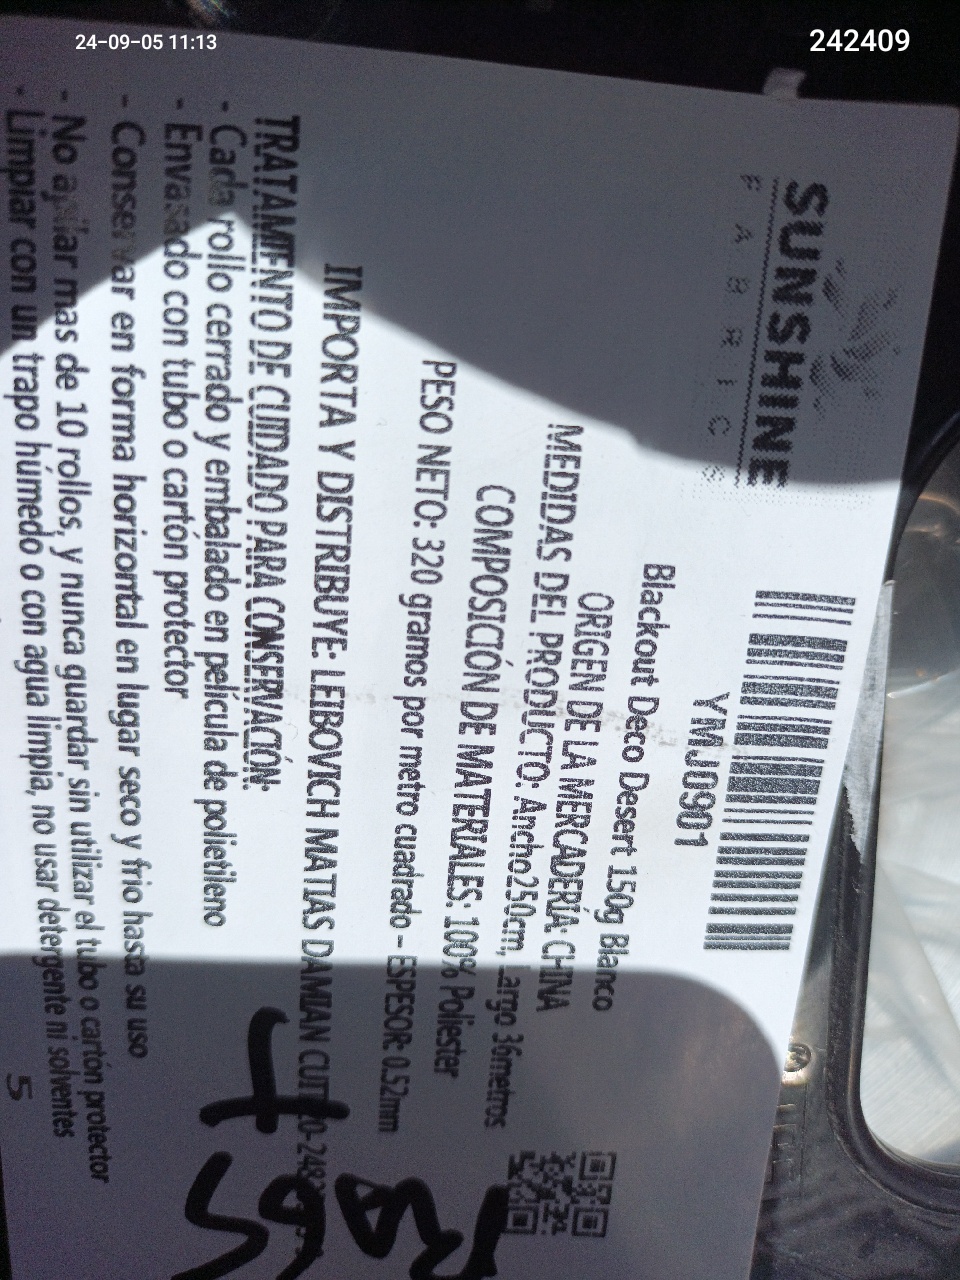 24-09-05 11:13
242409
SUNSHINE
FABRICS
YMJ0901
Blackout Deco Desert 150g Blanco
ORIGEN DE LA MERCADERÍA: CHINA
MEDIDAS DEL PRODUCTO: Ancho250cm, Largo 36metros
COMPOSICIÓN DE MATERIALES: 100% Poliester
PESO NETO: 320 gramos por metro cuadrado - ESPESOR: 0.52mm
IMPORTA Y DISTRIBUYE: LEIBOVICH MATIAS DAMIAN CUIT
TRATAMIENTO DE CUIDADO PARA CONSERVACIÓN:
- Cada rollo cerrado y embalado en película de polietileno
- Envasado con tubo o cartón protector
- Conservar en forma horizontal en lugar seco y frio hasta su uso
- No apilar mas de 10 rollos, y nunca guardar sin utilizar el tubo o cartón protector
- Limpiar con un trapo húmedo o con agua limpia, no usar detergente ni solventes
5